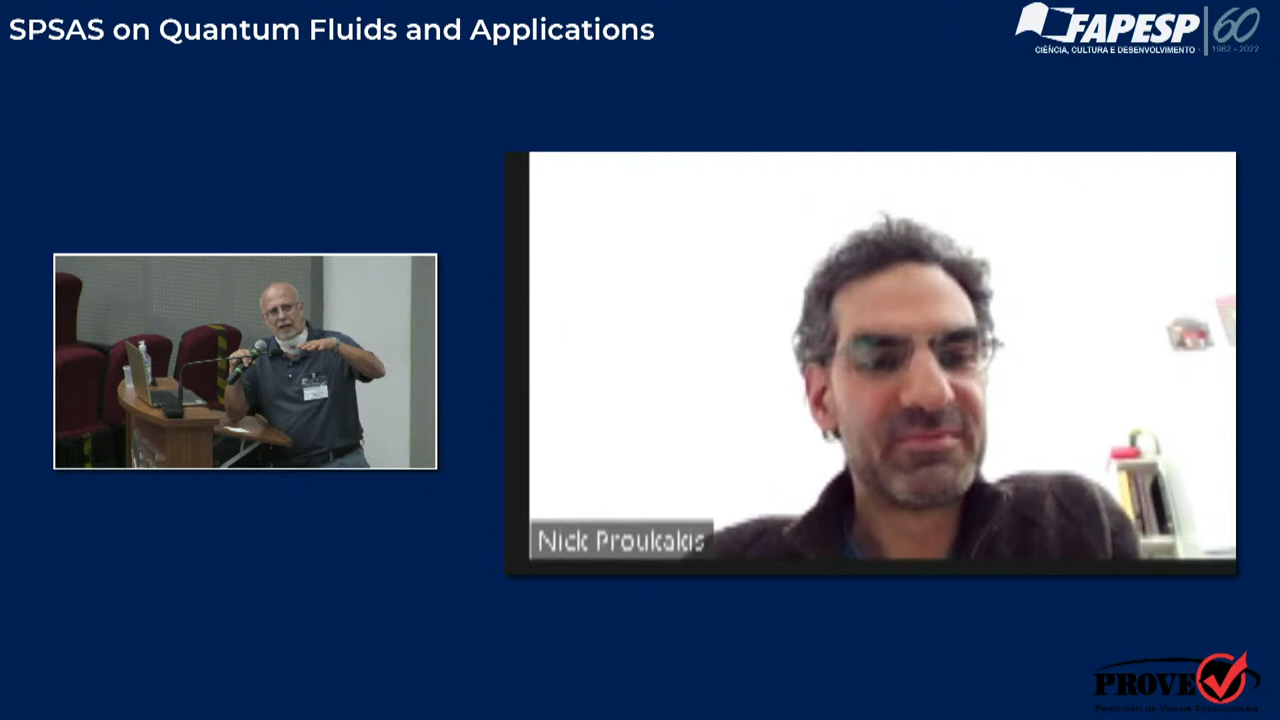 SPSAS on Quantum Fluids and Applications
FAPESP 60
CIÊNCIA, CULTURA E DESENVOLVIMENTO 1962 - 2022
Nick Proukakis
PROVE